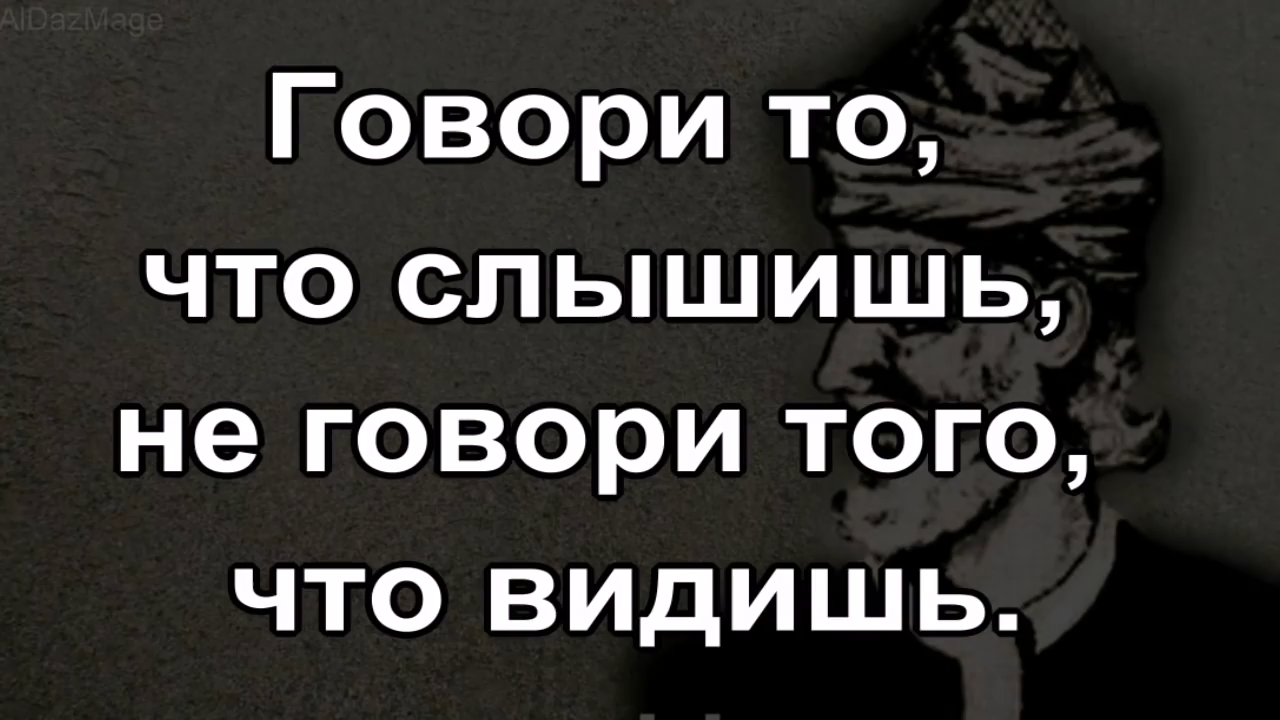 AlDazMage
Говори то,
что слышишь,
не говори того,
что видишь.